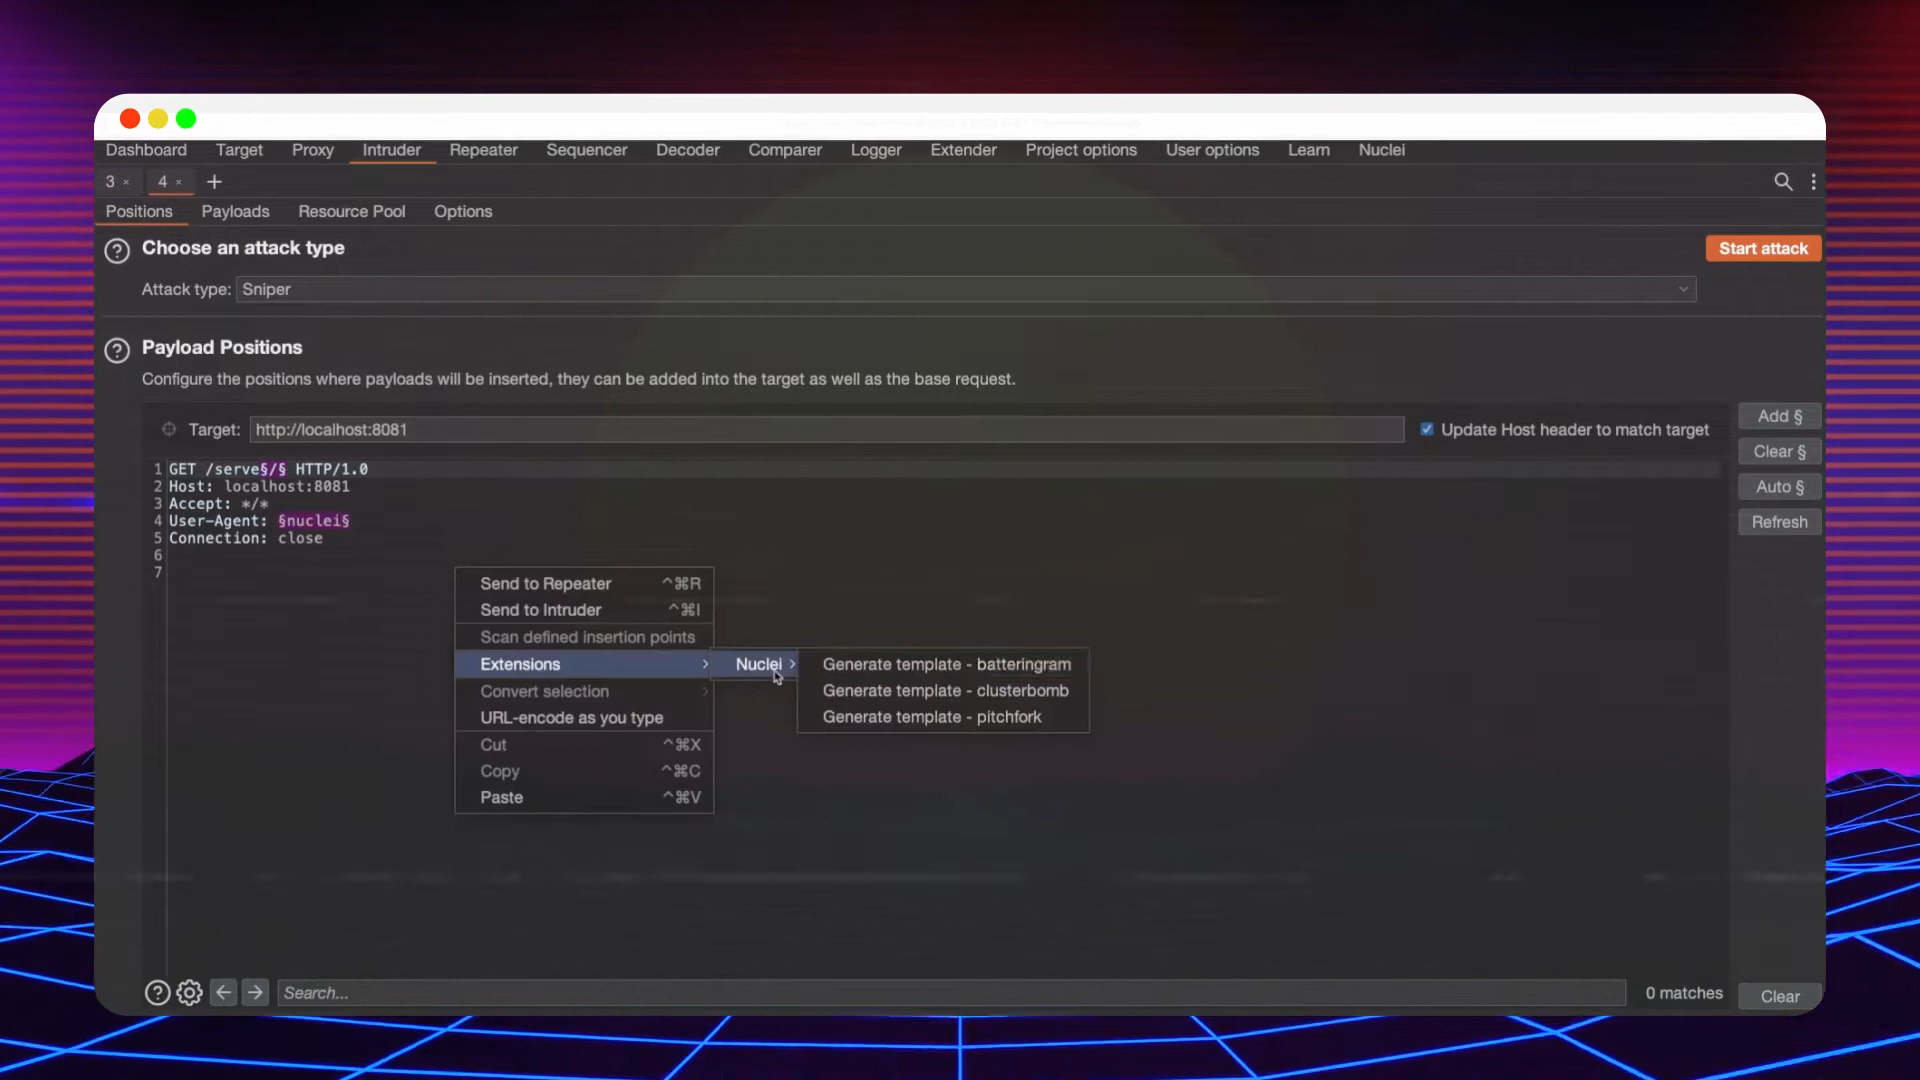 Dashboard Target Proxy Intruder Repeater Sequencer Decoder Comparer Logger Extender Project options User options Learn Nuclei
3 × 4 × +
Positions Payloads Resource Pool Options
Choose an attack type
Start attack
Attack type: Sniper
Payload Positions
Configure the positions where payloads will be inserted, they can be added into the target as well as the base request.
Add §
Target: http://localhost:8081
Update Host header to match target
Clear §
Auto §
Refresh
1 GET /serve§/§ HTTP/1.0
2 Host: localhost:8081
3 Accept: */*
4 User-Agent: §nuclei§
5 Connection: close
6
7
Send to Repeater ^⌘R
Send to Intruder ^⌘I
Scan defined insertion points
Extensions >
Convert selection >
URL-encode as you type
Cut ^⌘X
Copy ^⌘C
Paste ^⌘V
Nuclei >
Generate template - batteringram
Generate template - clusterbomb
Generate template - pitchfork
Search...
0 matches
Clear